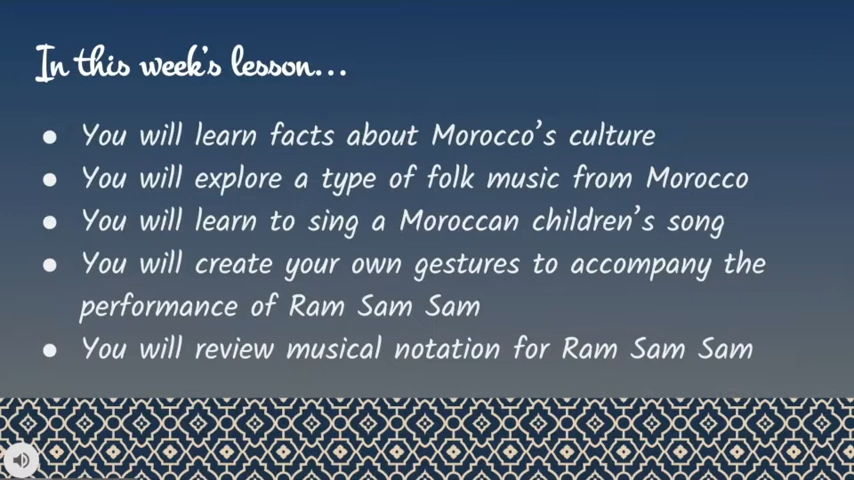 In this week's lesson...
● You will learn facts about Morocco's culture
● You will explore a type of folk music from Morocco
● You will learn to sing a Moroccan children's song
● You will create your own gestures to accompany the
performance of Ram Sam Sam
● You will review musical notation for Ram Sam Sam